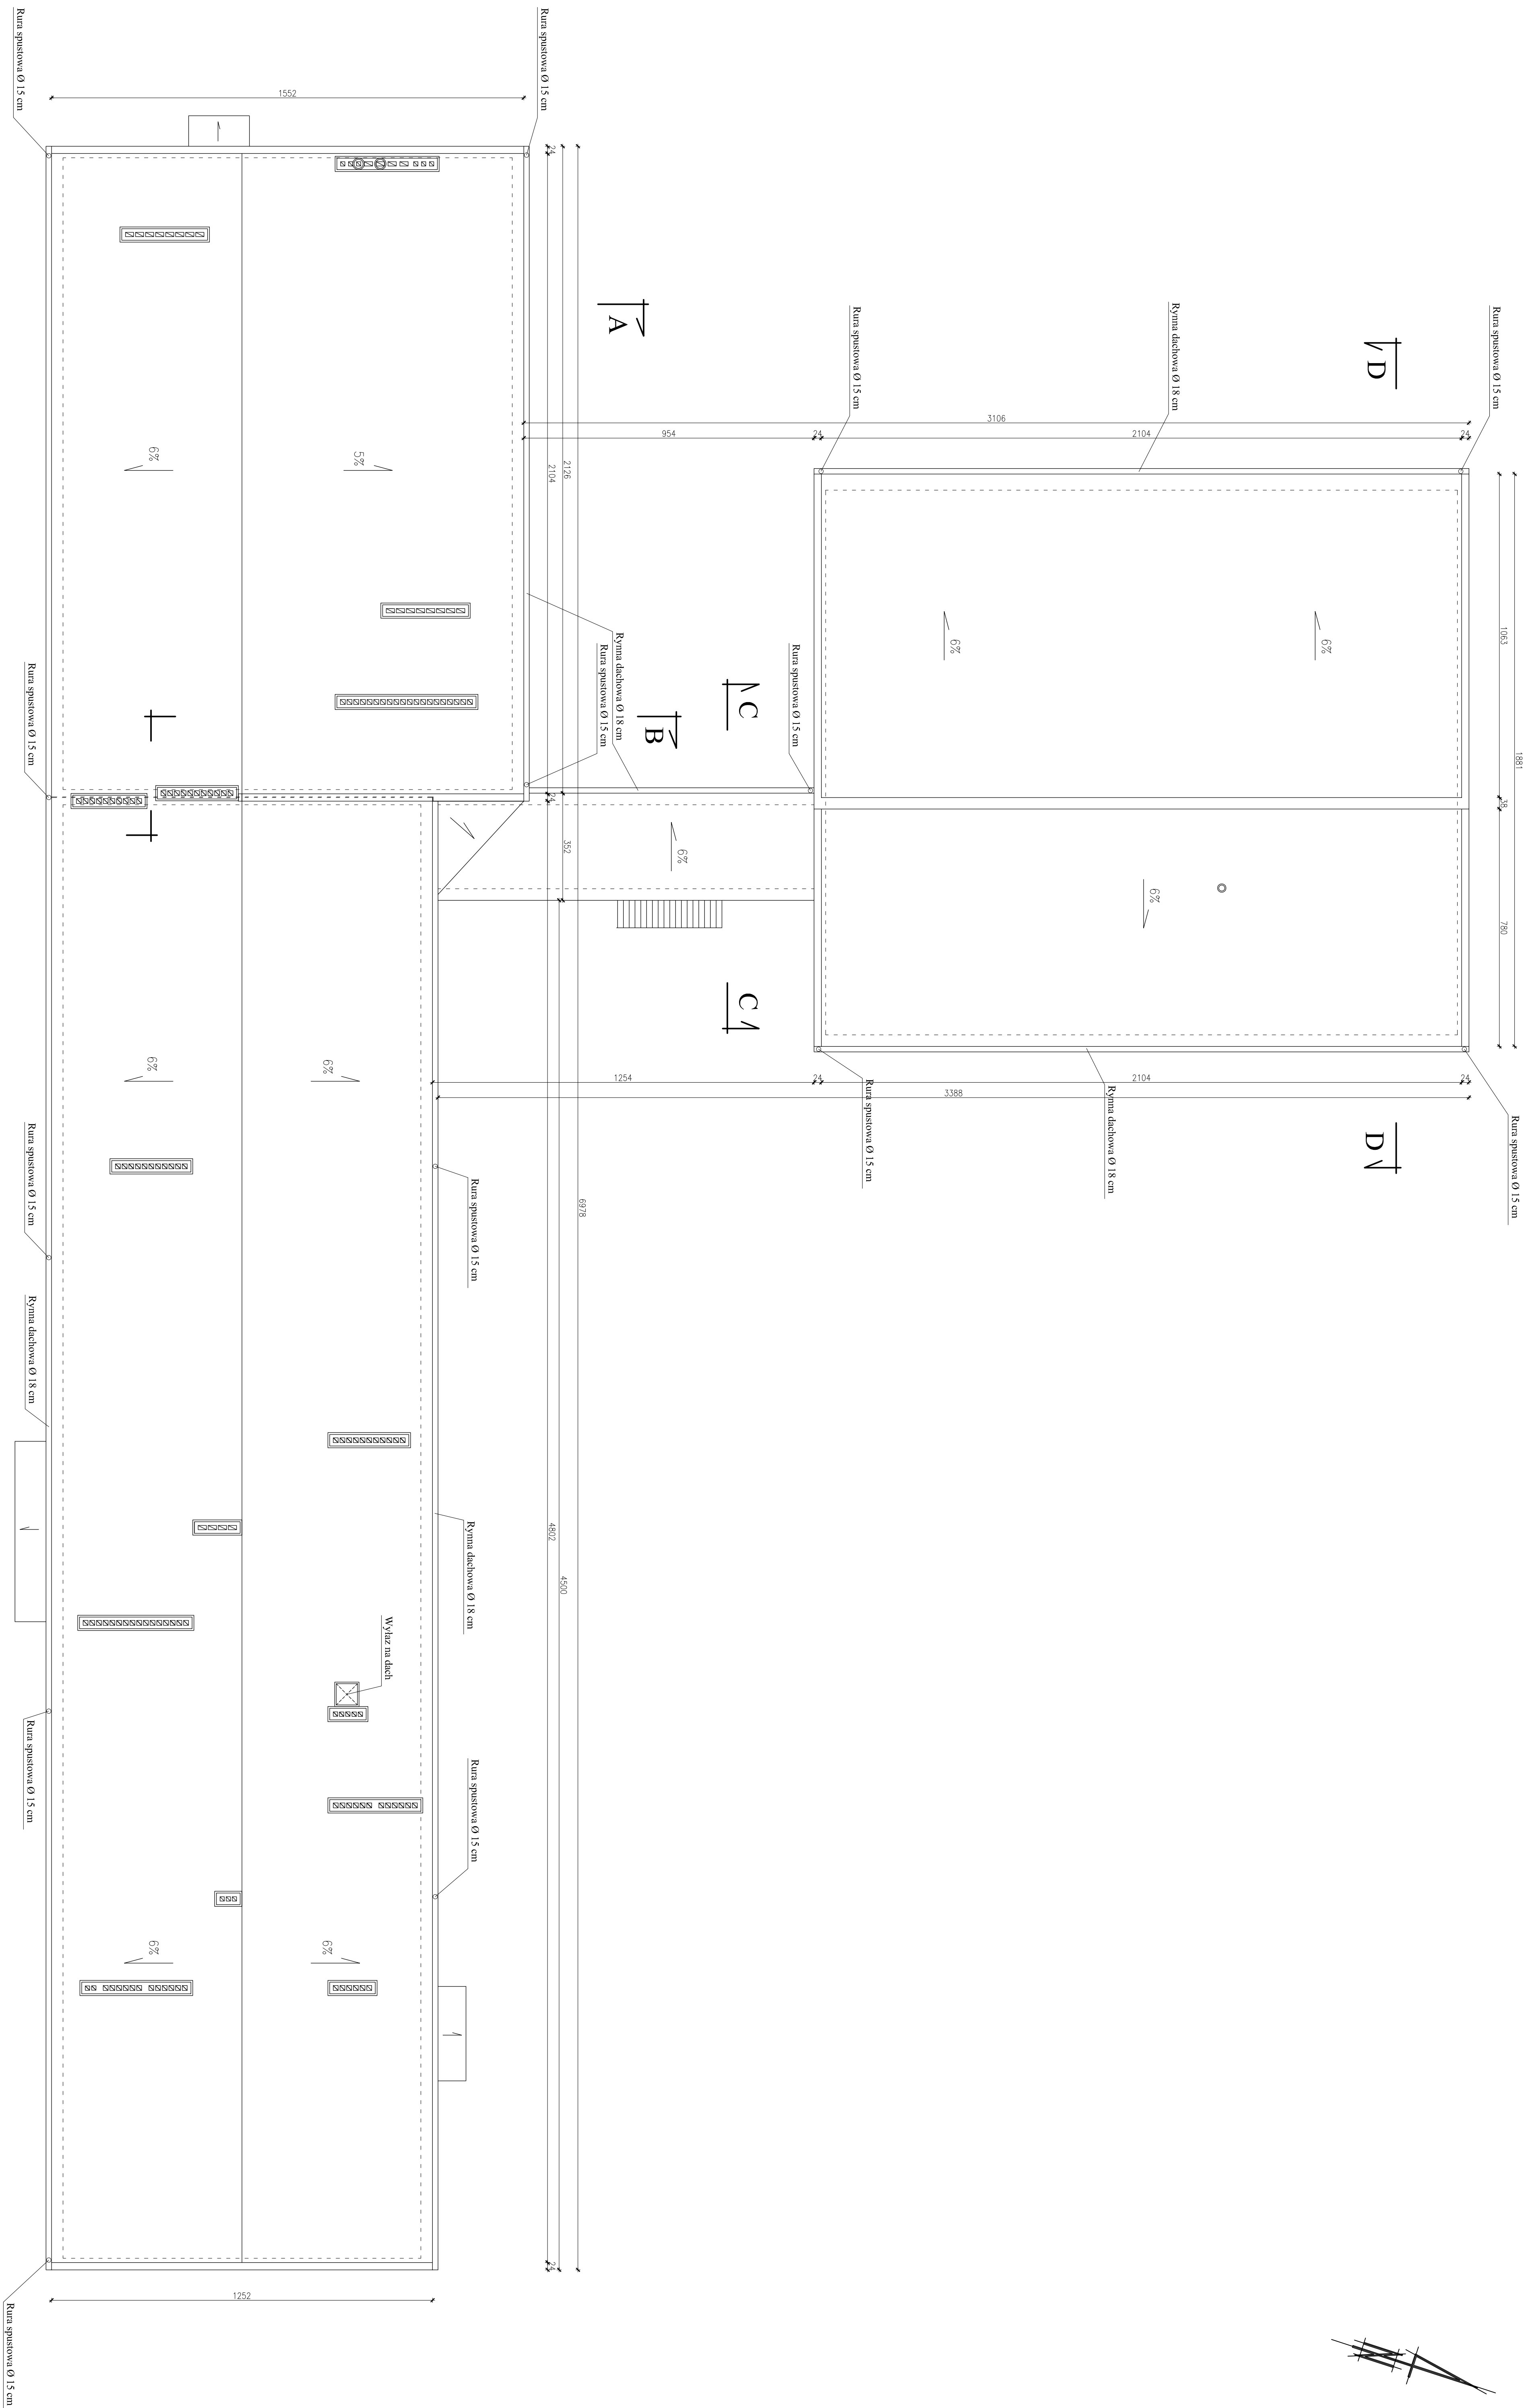 Rura spustowa Ø 15 cm
Rura spustowa Ø 15 cm
1552
24
2104
2126
A
Rura spustowa Ø 15 cm
Rynna dachowa Ø 18 cm
D
Rura spustowa Ø 15 cm
3106
954
24
2104
24
6%
5%
1063
1881
38
780
6%
6%
Rynna dachowa Ø 18 cm
Rura spustowa Ø 15 cm
B
C
Rura spustowa Ø 15 cm
Rura spustowa Ø 15 cm
24
352
6%
6%
C
1254
24
2104
24
3388
Rura spustowa Ø 15 cm
Rynna dachowa Ø 18 cm
D
Rura spustowa Ø 15 cm
6%
6%
Rura spustowa Ø 15 cm
Rura spustowa Ø 15 cm
6978
Rynna dachowa Ø 18 cm
4802
4500
Rynna dachowa Ø 18 cm
Wyłaz na dach
Rura spustowa Ø 15 cm
Rura spustowa Ø 15 cm
6%
6%
24
1252
Rura spustowa Ø 15 cm
N